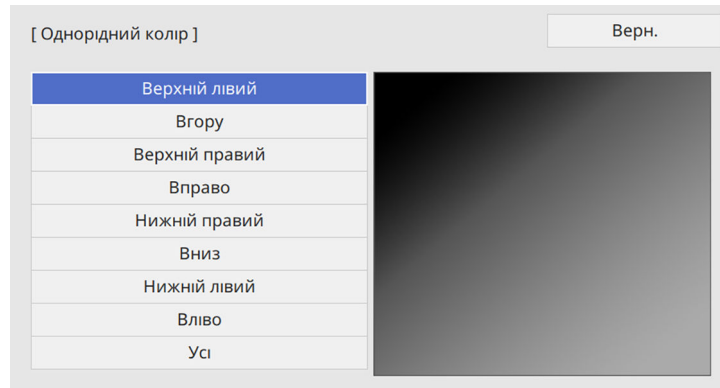 [ Однорідний колір ]
Верн.
Верхній лівий
Вгору
Верхній правий
Вправо
Нижній правий
Вниз
Нижній лівий
Вліво
Усі